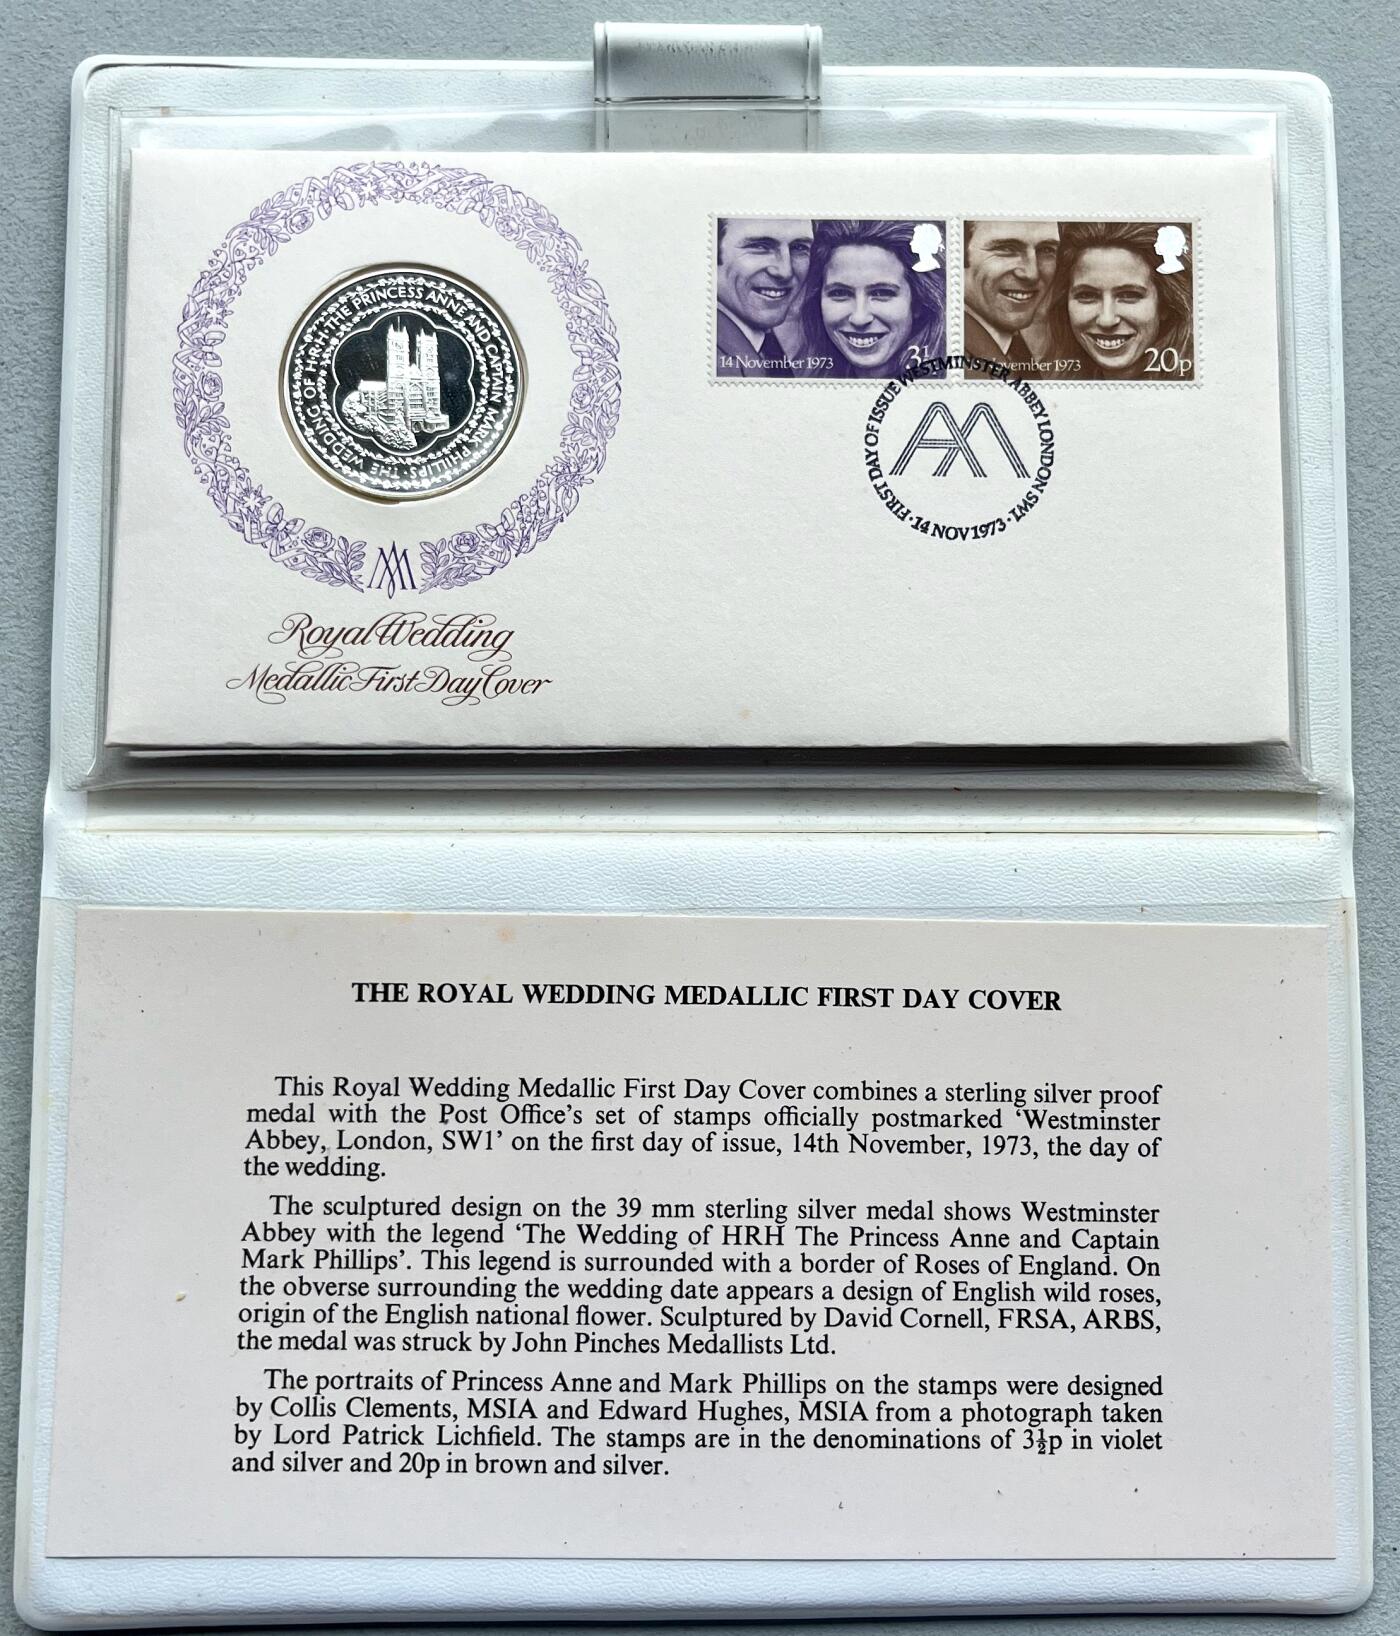 THE WEDDING OF H·R·H·THE PRINCESS ANNE AND CAPTAIN MARK PHILLIPS·
14 November 1973
3½
vember 1973
20p
FIRST DAY OF ISSUE WESTMINSTER ABBEY LONDON SW1
·14 NOV 1973·
Royal Wedding
Medallic First Day Cover
THE ROYAL WEDDING MEDALLIC FIRST DAY COVER
This Royal Wedding Medallic First Day Cover combines a sterling silver proof
medal with the Post Office's set of stamps officially postmarked 'Westminster
Abbey, London, SW1' on the first day of issue, 14th November, 1973, the day of
the wedding.
The sculptured design on the 39 mm sterling silver medal shows Westminster
Abbey with the legend 'The Wedding of HRH The Princess Anne and Captain
Mark Phillips'. This legend is surrounded with a border of Roses of England. On
the obverse surrounding the wedding date appears a design of English wild roses,
origin of the English national flower. Sculptured by David Cornell, FRSA, ARBS,
the medal was struck by John Pinches Medallists Ltd.
The portraits of Princess Anne and Mark Phillips on the stamps were designed
by Collis Clements, MSIA and Edward Hughes, MSIA from a photograph taken
by Lord Patrick Lichfield. The stamps are in the denominations of 3½p in violet
and silver and 20p in brown and silver.